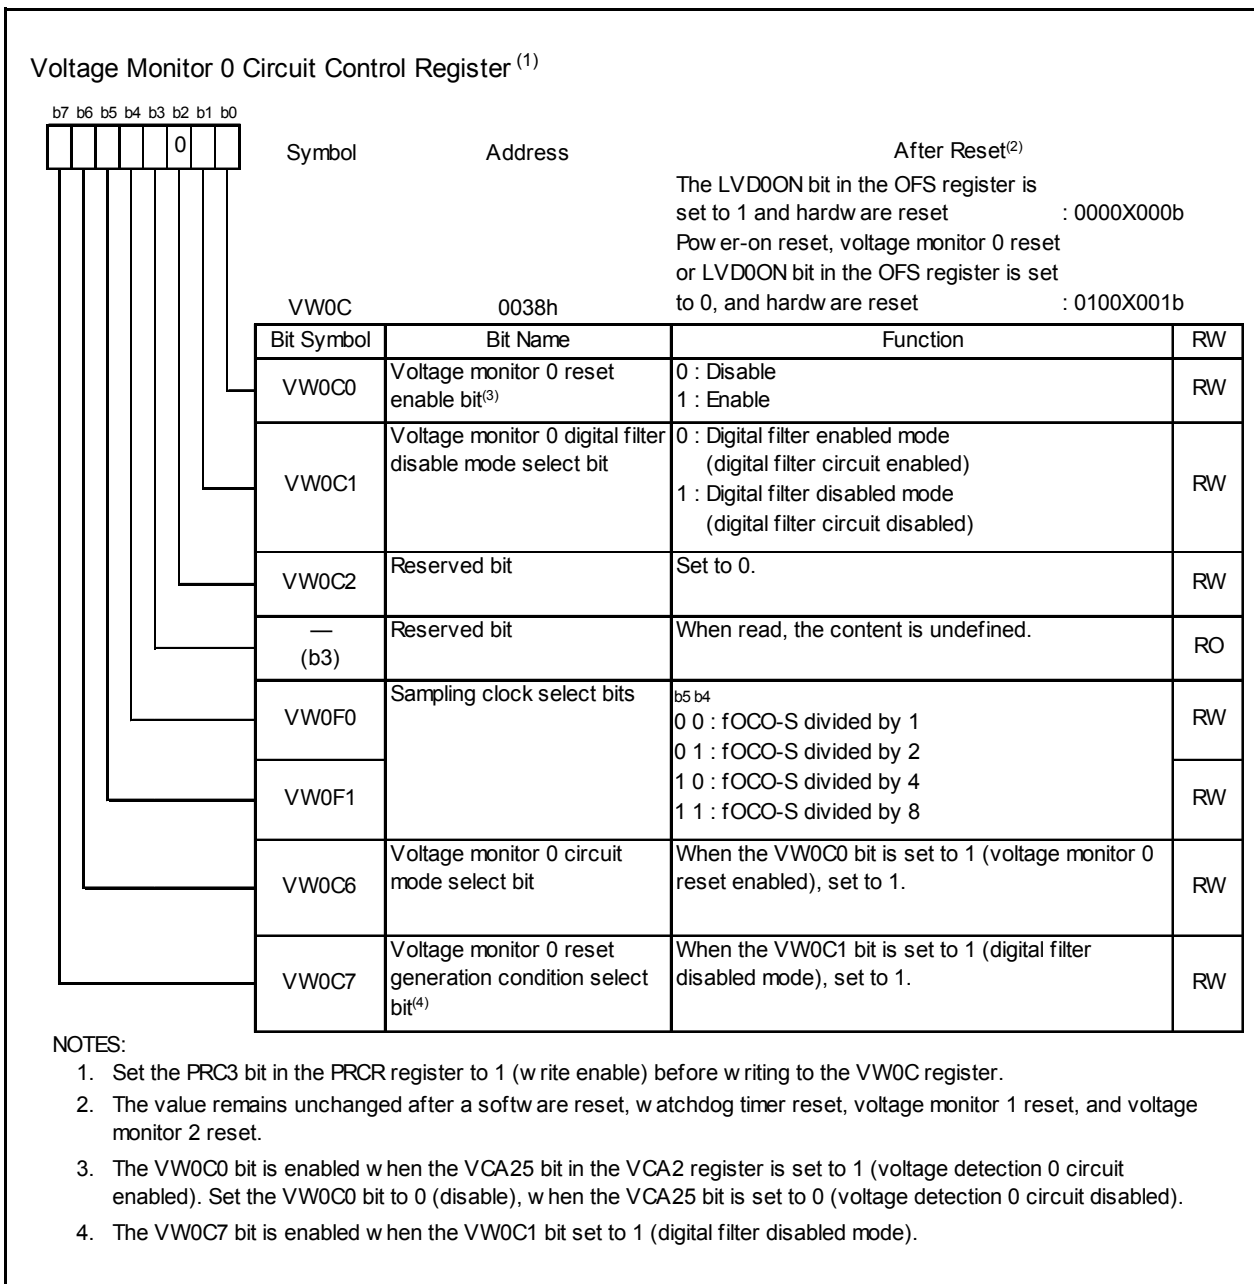 Voltage Monitor 0 Circuit Control Register (1)
b7 b6 b5 b4 b3 b2 b1 b0
0
Symbol Address After Reset(2)
The LVD0ON bit in the OFS register is
set to 1 and hardware reset : 0000X000b
Power-on reset, voltage monitor 0 reset
or LVD0ON bit in the OFS register is set
VW0C 0038h to 0, and hardware reset : 0100X001b
Bit Symbol Bit Name Function RW
VW0C0
Voltage monitor 0 reset
enable bit(3)
0 : Disable
1 : Enable
RW
VW0C1
Voltage monitor 0 digital filter
disable mode select bit
0 : Digital filter enabled mode
(digital filter circuit enabled)
1 : Digital filter disabled mode
(digital filter circuit disabled)
RW
VW0C2
Reserved bit
Set to 0.
RW
—
(b3)
Reserved bit
When read, the content is undefined.
RO
VW0F0
Sampling clock select bits
b5 b4
0 0 : fOCO-S divided by 1
0 1 : fOCO-S divided by 2
RW
VW0F1
1 0 : fOCO-S divided by 4
1 1 : fOCO-S divided by 8
RW
VW0C6
Voltage monitor 0 circuit
mode select bit
When the VW0C0 bit is set to 1 (voltage monitor 0
reset enabled), set to 1.
RW
VW0C7
Voltage monitor 0 reset
generation condition select
bit(4)
When the VW0C1 bit is set to 1 (digital filter
disabled mode), set to 1.
RW
NOTES:
1. Set the PRC3 bit in the PRCR register to 1 (write enable) before writing to the VW0C register.
2. The value remains unchanged after a software reset, watchdog timer reset, voltage monitor 1 reset, and voltage
monitor 2 reset.
3. The VW0C0 bit is enabled when the VCA25 bit in the VCA2 register is set to 1 (voltage detection 0 circuit
enabled). Set the VW0C0 bit to 0 (disable), when the VCA25 bit is set to 0 (voltage detection 0 circuit disabled).
4. The VW0C7 bit is enabled when the VW0C1 bit set to 1 (digital filter disabled mode).